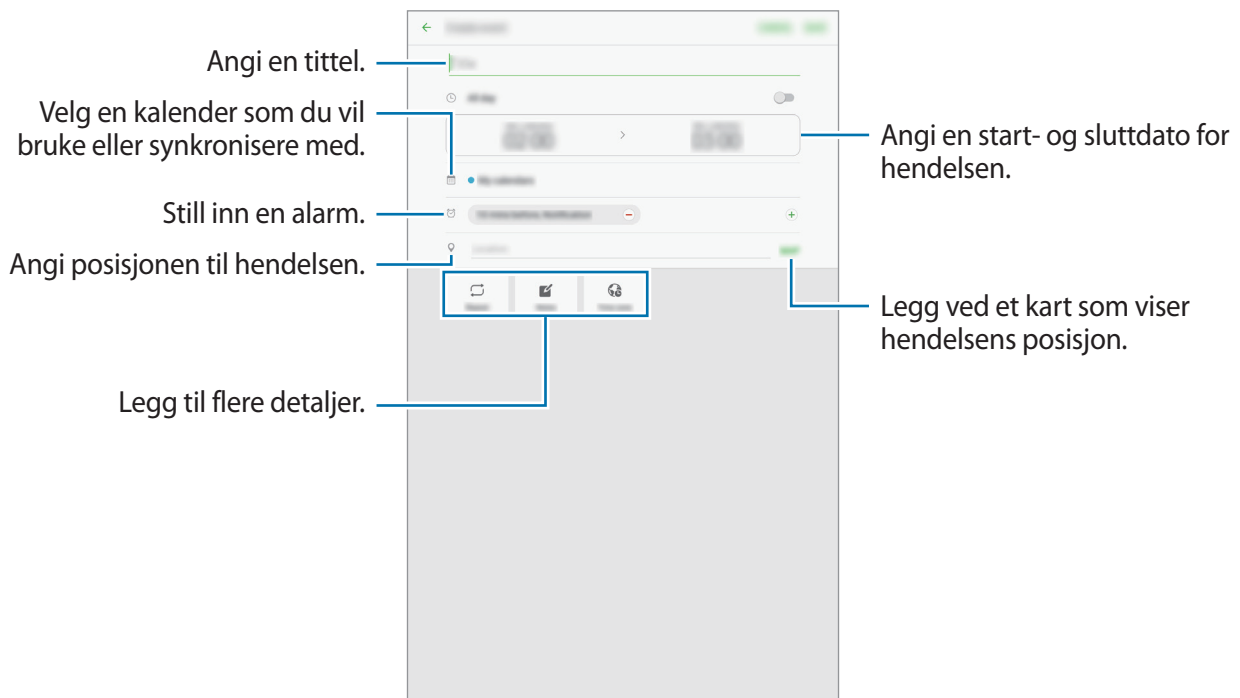 Angi en tittel.
Velg en kalender som du vil
bruke eller synkronisere med.
Still inn en alarm.
Angi posisjonen til hendelsen.
Legg til flere detaljer.
Angi en start- og sluttdato for
hendelsen.
Legg ved et kart som viser
hendelsens posisjon.